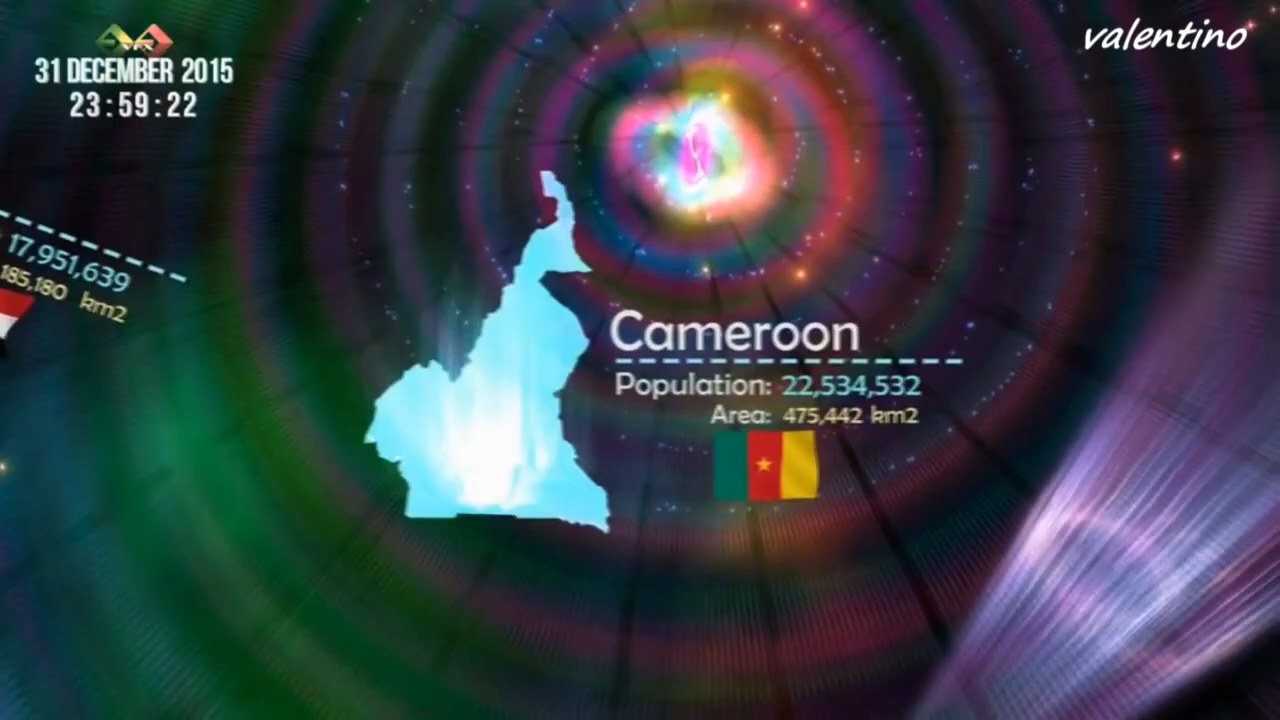 31 DECEMBER 2015
23:59:22
valentino
17,951,639
185,180 km2
Cameroon
Population: 22,534,532
Area: 475,442 km2